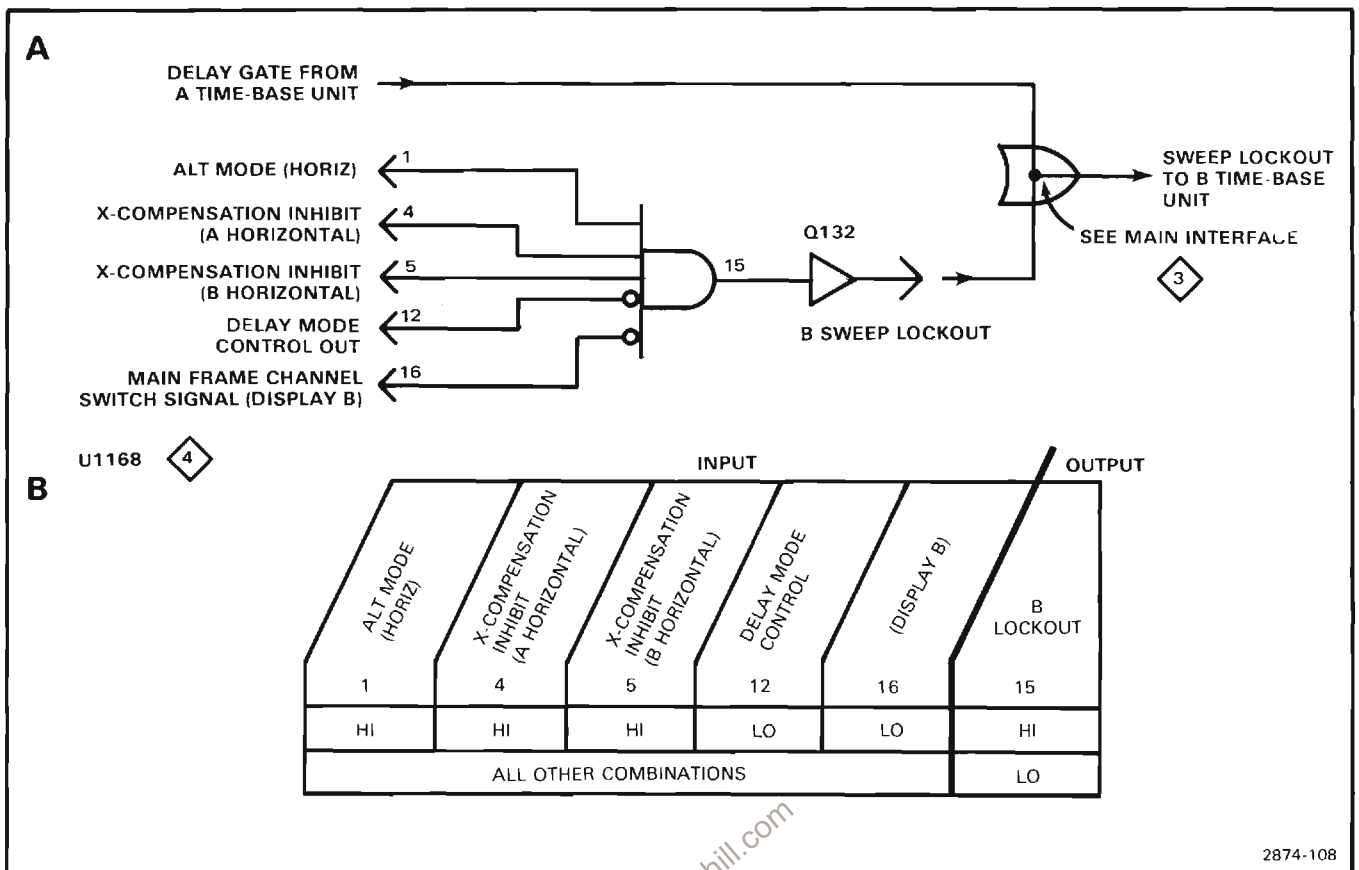 A
DELAY GATE FROM
A TIME-BASE UNIT
ALT MODE (HORIZ)
1
X-COMPENSATION INHIBIT
(A HORIZONTAL)
4
X-COMPENSATION INHIBIT
(B HORIZONTAL)
5
DELAY MODE
CONTROL OUT
12
MAIN FRAME CHANNEL
SWITCH SIGNAL (DISPLAY B)
16
15
Q132
B SWEEP LOCKOUT
SWEEP LOCKOUT
TO B TIME-BASE
UNIT
SEE MAIN INTERFACE
3
U1168 4
B
INPUT OUTPUT
ALT MODE
(HORIZ)
X-COMPENSATION
INHIBIT
(A HORIZONTAL)
X-COMPENSATION
INHIBIT
(B HORIZONTAL)
DELAY MODE
CONTROL
(DISPLAY B)
B
LOCKOUT
1 4 5 12 16 15
HI HI HI LO LO HI
ALL OTHER COMBINATIONS LO
hill.com
2874-108